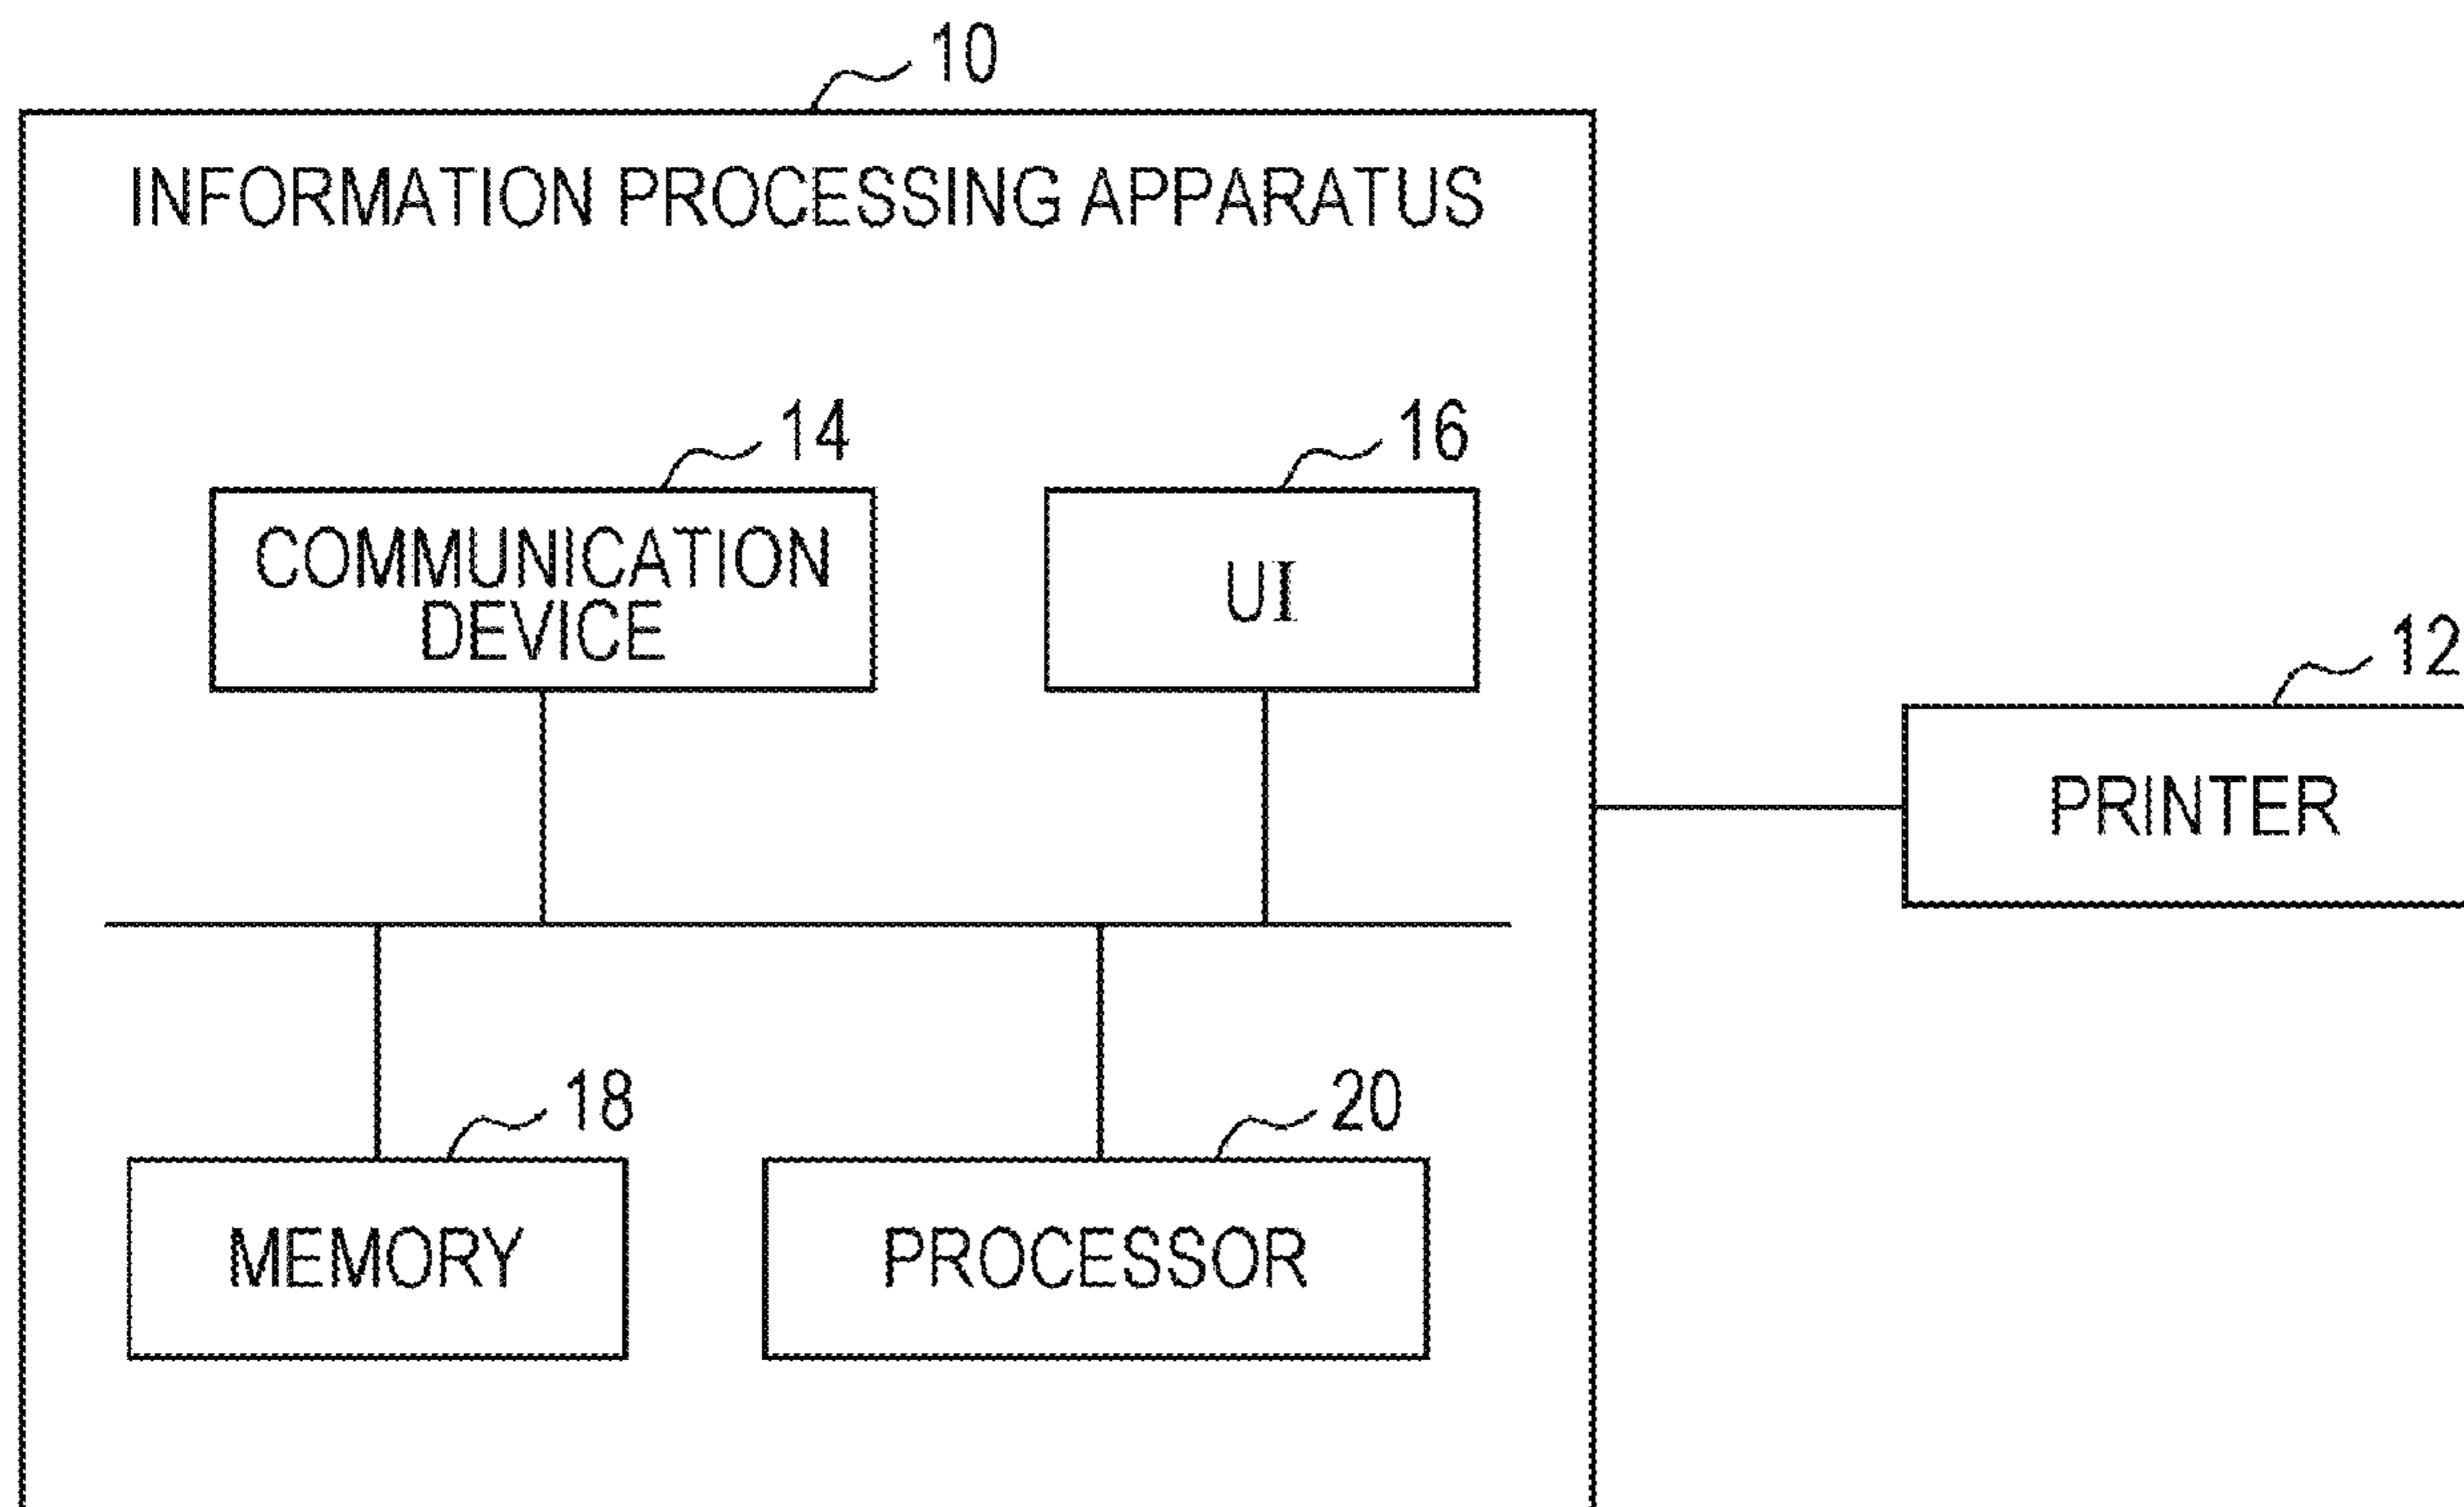 10
INFORMATION PROCESSING APPARATUS
14
16
COMMUNICATION
DEVICE
UI
12
PRINTER
18
20
MEMORY
PROCESSOR